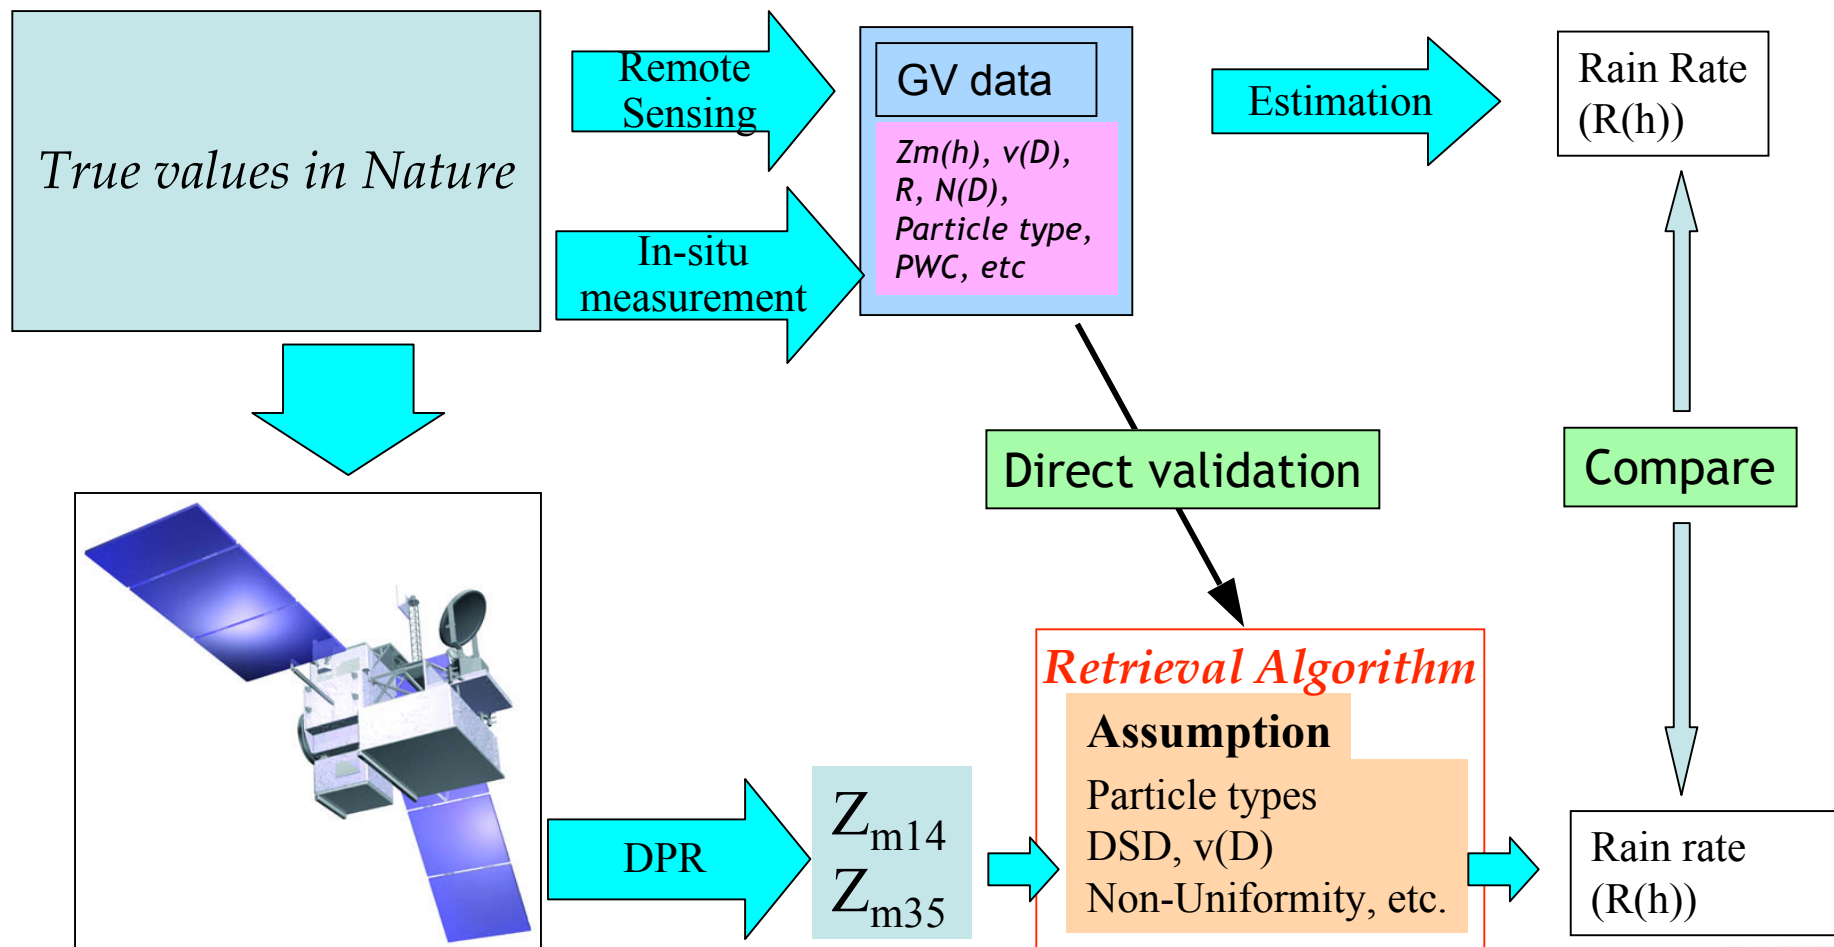 True values in Nature
Remote
Sensing
In-situ
measurement
GV data
Zm(h), v(D),
R, N(D),
Particle type,
PWC, etc
Estimation
Rain Rate
(R(h))
Direct validation
Compare
DPR
Zm14
Zm35
Retrieval Algorithm
Assumption
Particle types
DSD, v(D)
Non-Uniformity, etc.
Rain rate
(R(h))